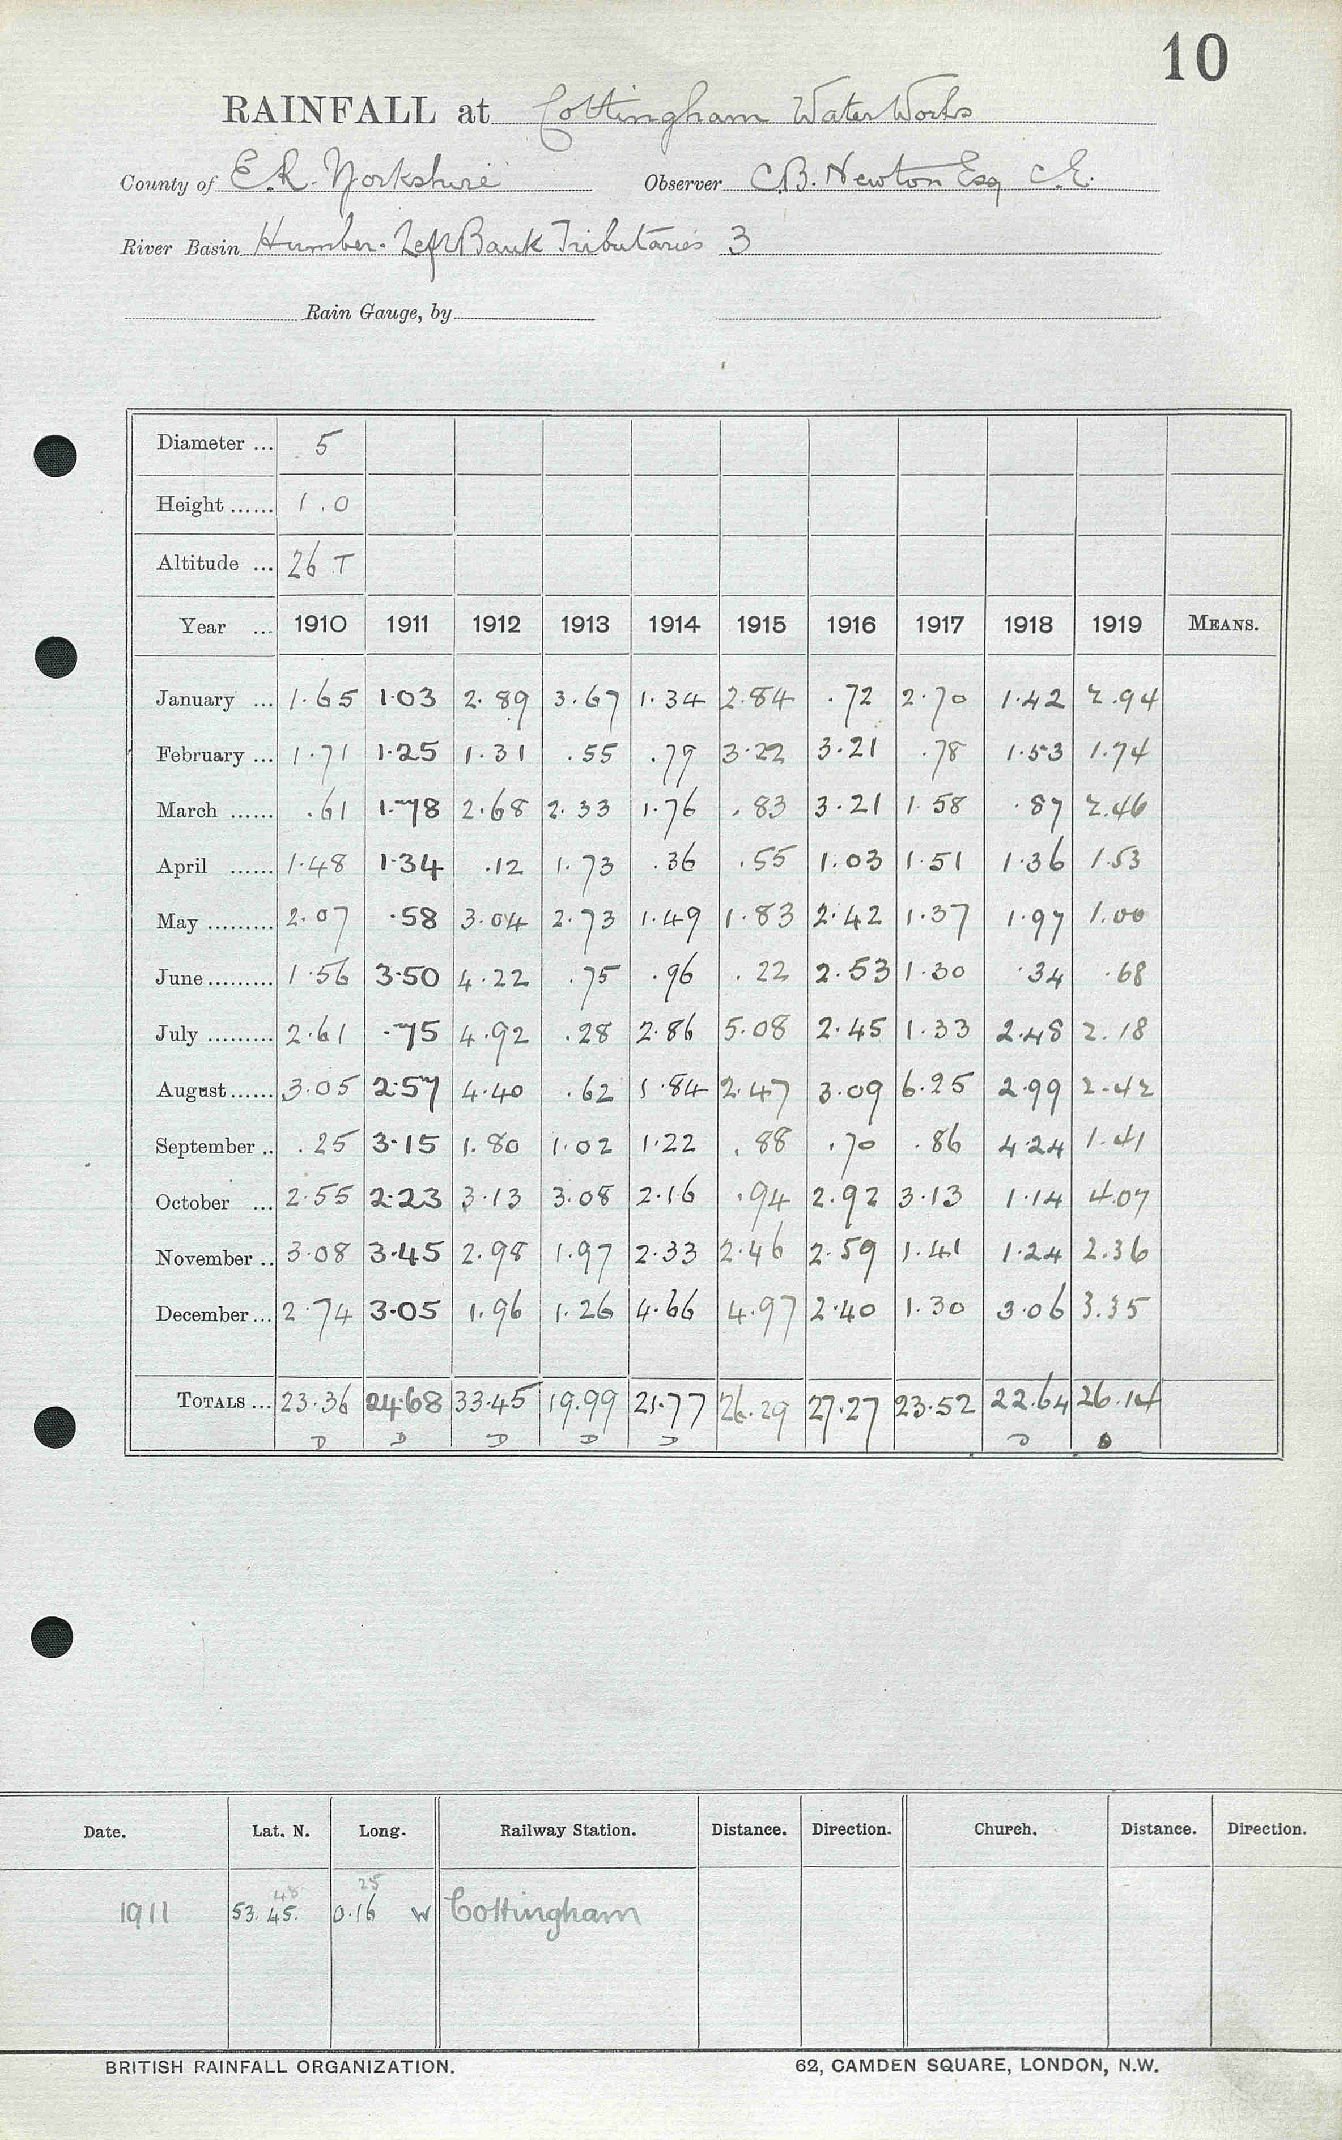 10
RAINFALL at Cottingham WaterWorks
County of E.R. Yorkshire Observer C.B. Newton Esq C.E.
River Basin Humber. Left Bank Tributaries 3
Rain Gauge, by
Diameter ... 5
Height ...... 1.0
Altitude ... 26 T
Year ... 1910 1911 1912 1913 1914 1915 1916 1917 1918 1919 MEANS.
January ... 1.65 1.03 2.89 3.67 1.34 2.84 .72 2.70 1.42 2.94
February ... 1.71 1.25 1.31 .55 .79 3.22 3.21 .78 1.53 1.74
March ...... .61 1.78 2.68 2.33 1.76 .83 3.21 1.58 .87 2.46
April ...... 1.48 1.34 .12 1.73 .36 .55 1.03 1.51 1.36 1.53
May ......... 2.07 .58 3.04 2.73 1.49 1.83 2.42 1.37 1.97 1.00
June ......... 1.56 3.50 4.22 .75 .96 .22 2.53 1.30 .34 .68
July ......... 2.61 .75 4.92 .28 2.86 5.08 2.45 1.33 2.48 2.18
August ...... 3.05 2.57 4.40 .62 1.84 2.47 3.09 6.25 2.99 2.42
September .. .25 3.15 1.80 1.02 1.22 .88 .70 .86 4.24 1.41
October ... 2.55 2.23 3.13 3.08 2.16 .94 2.92 3.13 1.14 4.07
November .. 3.08 3.45 2.98 1.97 2.33 2.46 2.59 1.41 1.24 2.36
December ... 2.74 3.05 1.96 1.26 4.66 4.97 2.40 1.30 3.06 3.35
TOTALS ... 23.36 24.68 33.45 19.99 21.77 26.29 27.27 23.52 22.64 26.14
D D D D D D D
Date. Lat. N. Long. Railway Station. Distance. Direction. Church. Distance. Direction.
48 25
1911 53.45. 0.16 W Cottingham
BRITISH RAINFALL ORGANIZATION. 62, CAMDEN SQUARE, LONDON, N.W.